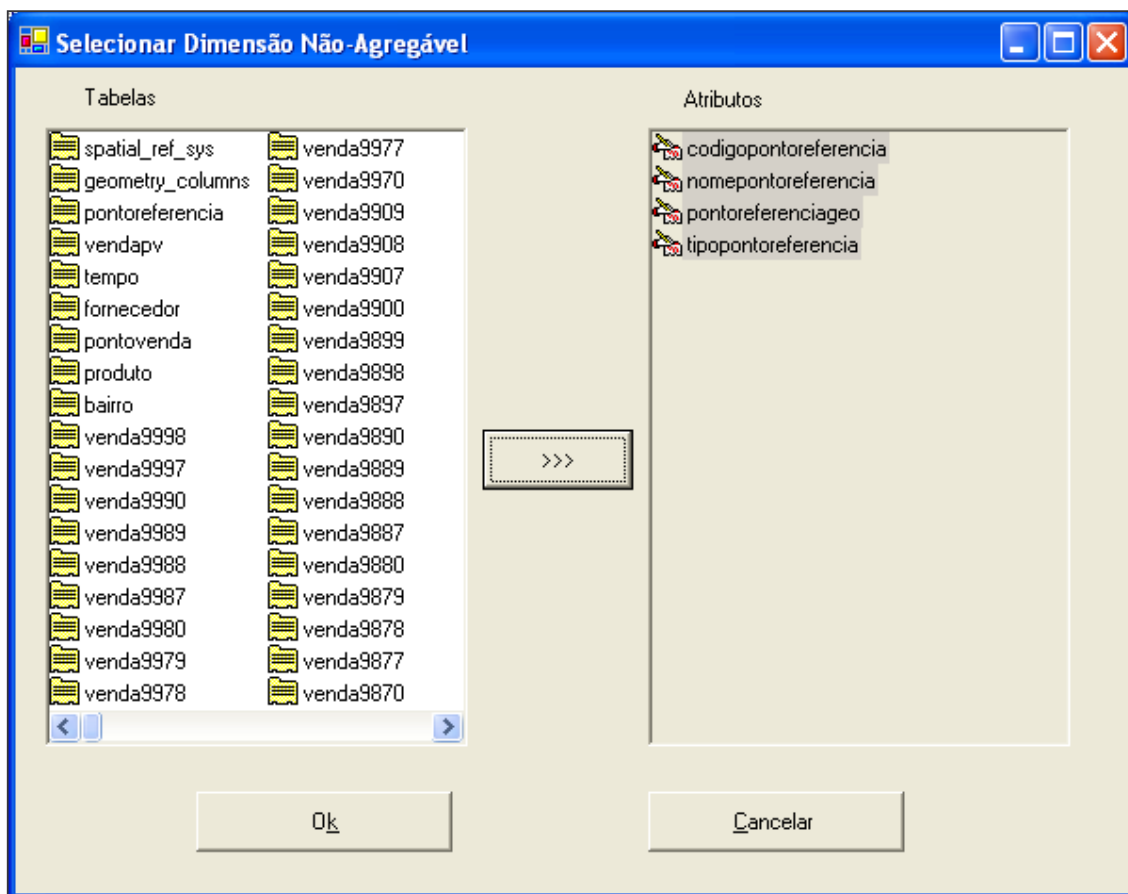 Selecionar Dimensão Não-Agregável
Tabelas
Atributos
spatial_ref_sys
geometry_columns
pontoreferencia
vendapv
tempo
fornecedor
pontovenda
produto
bairro
venda9998
venda9997
venda9990
venda9989
venda9988
venda9987
venda9980
venda9979
venda9978
venda9977
venda9970
venda9909
venda9908
venda9907
venda9900
venda9899
venda9898
venda9897
venda9890
venda9889
venda9888
venda9887
venda9880
venda9879
venda9878
venda9877
venda9870
>>>
codigopontoreferencia
nomepontoreferencia
pontoreferenciageo
tipopontoreferencia
Ok
Cancelar